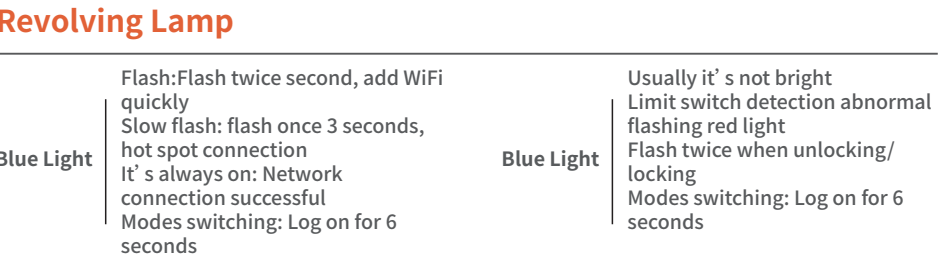 Revolving Lamp
Blue Light
Flash:Flash twice second, add WiFi
quickly
Slow flash: flash once 3 seconds,
hot spot connection
It’s always on: Network
connection successful
Modes switching: Log on for 6
seconds
Blue Light
Usually it’s not bright
Limit switch detection abnormal
flashing red light
Flash twice when unlocking/
locking
Modes switching: Log on for 6
seconds